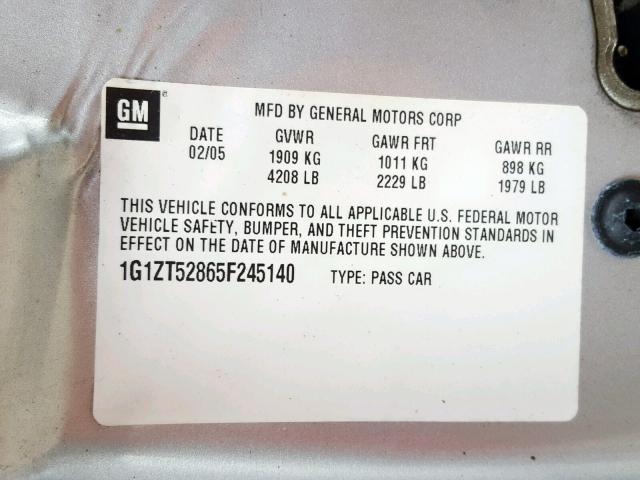 GM
MFD BY GENERAL MOTORS CORP
DATE GVWR GAWR FRT GAWR RR
02/05 1909 KG 1011 KG 898 KG
4208 LB 2229 LB 1979 LB
THIS VEHICLE CONFORMS TO ALL APPLICABLE U.S. FEDERAL MOTOR
VEHICLE SAFETY, BUMPER, AND THEFT PREVENTION STANDARDS IN
EFFECT ON THE DATE OF MANUFACTURE SHOWN ABOVE.
1G1ZT52865F245140 TYPE: PASS CAR